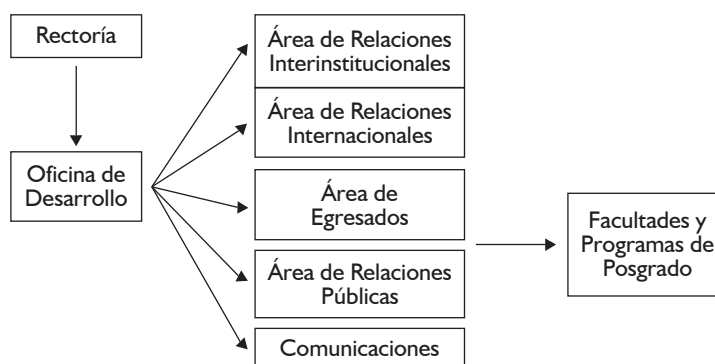 Rectoría
Oficina de
Desarrollo
Área de Relaciones
Interinstitucionales
Área de Relaciones
Internacionales
Área de
Egresados
Área de Relaciones
Públicas
Comunicaciones
Facultades y
Programas de
Posgrado